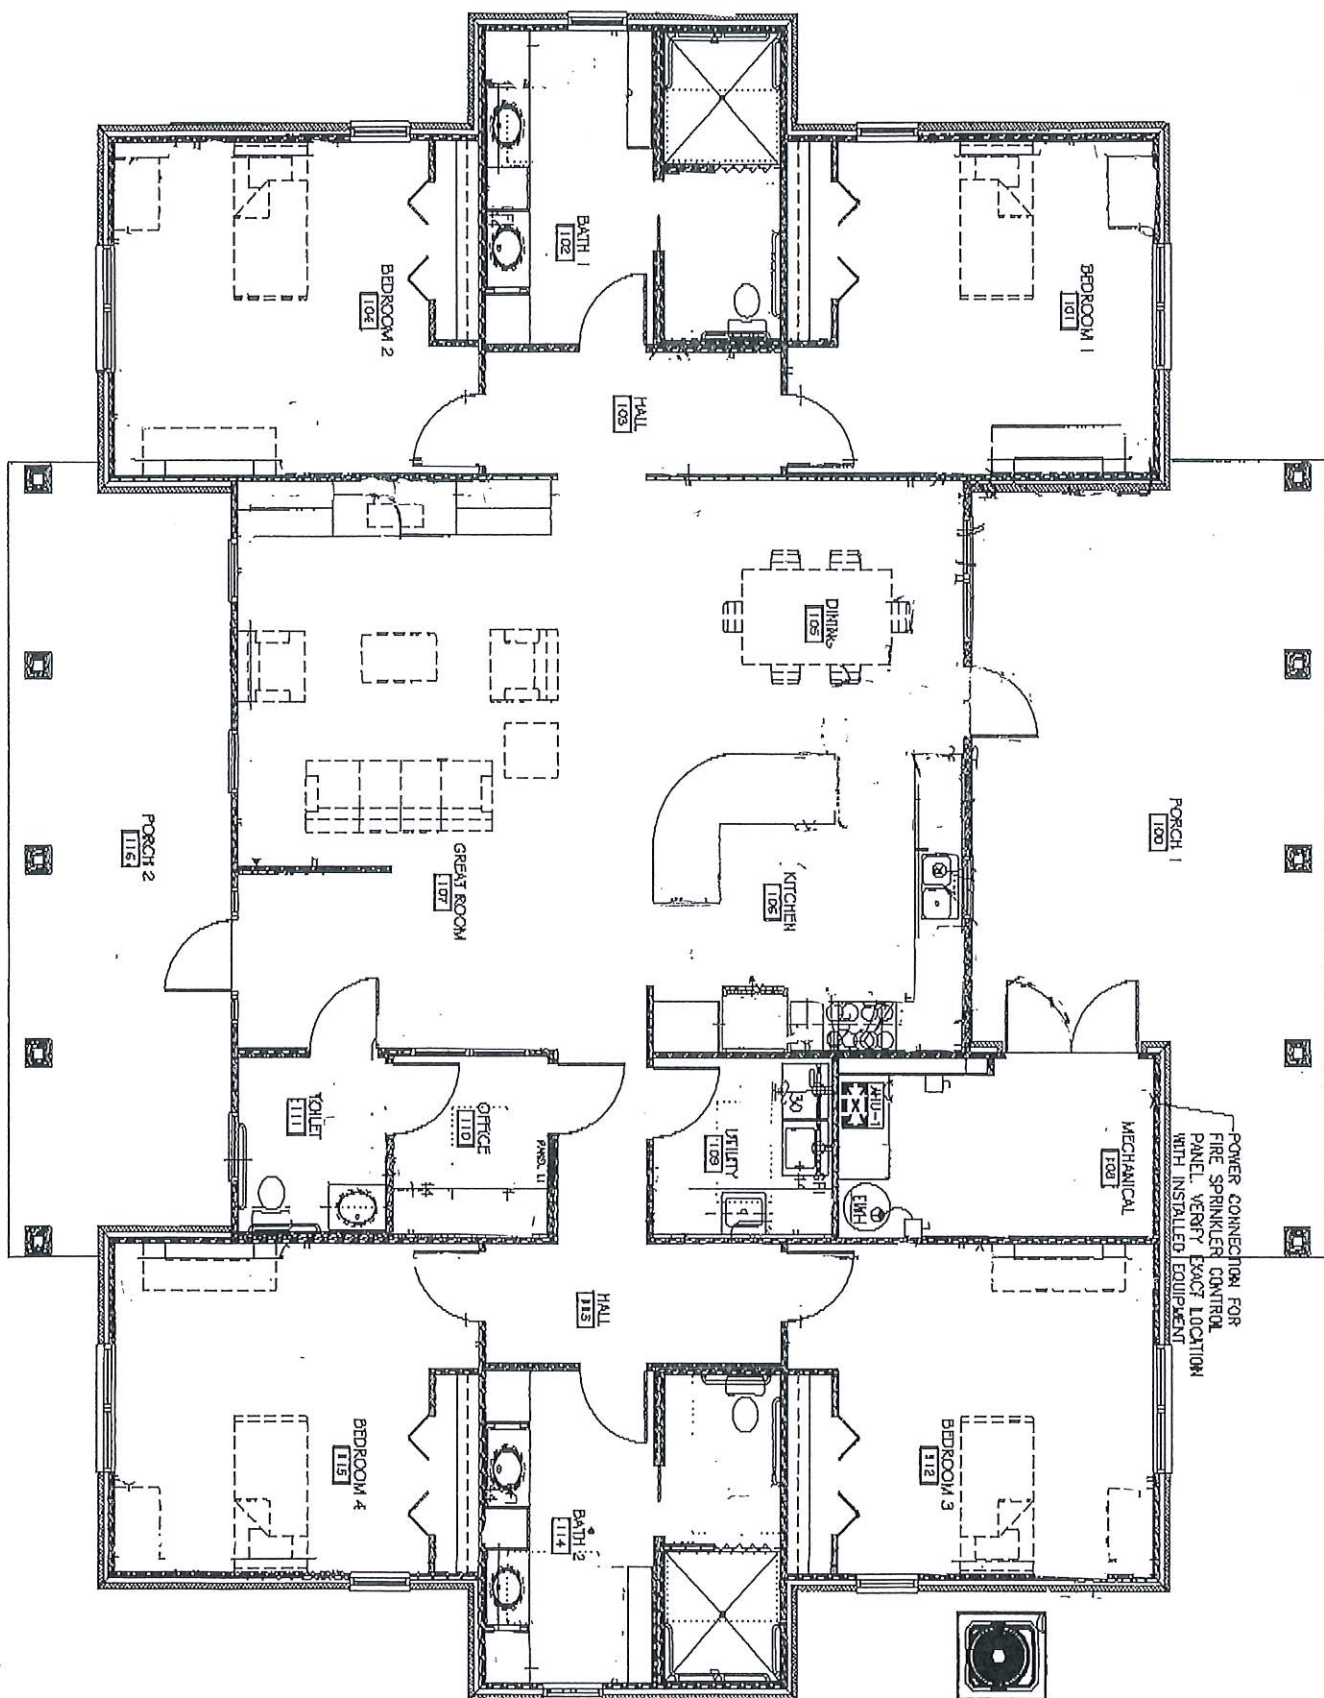 BATH 1
102
BEDROOM 1
101
BEDROOM 2
104
HALL
103
DINING
105
PORCH 1
100
KITCHEN
106
GREAT ROOM
107
PORCH 2
116
POWER CONNECTION FOR
FIRE SPRINKLER CONTROL
PANEL. VERIFY EXACT LOCATION
WITH INSTALLED EQUIPMENT
MECHANICAL
108
AHU-1
EWH
30
UTILITY
109
OFFICE
110
TOILET
111
HALL
113
BEDROOM 3
112
BATH 2
114
BEDROOM 4
115